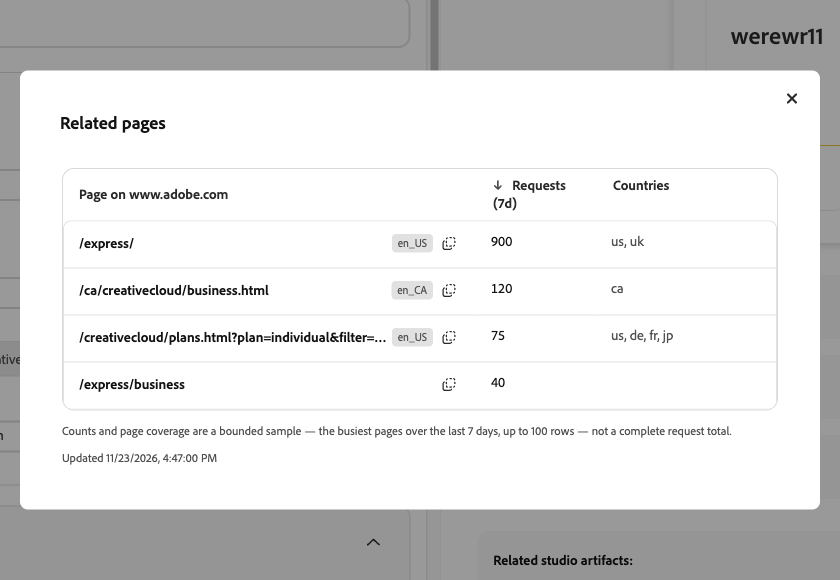 werewr11
Related pages
Page on www.adobe.com
Requests
(7d)
Countries
/express/
en_US
900
us, uk
/ca/creativecloud/business.html
en_CA
120
ca
/creativecloud/plans.html?plan=individual&filter=...
en_US
75
us, de, fr, jp
/express/business
40
Counts and page coverage are a bounded sample — the busiest pages over the last 7 days, up to 100 rows — not a complete request total.
Updated 11/23/2026, 4:47:00 PM
Related studio artifacts: